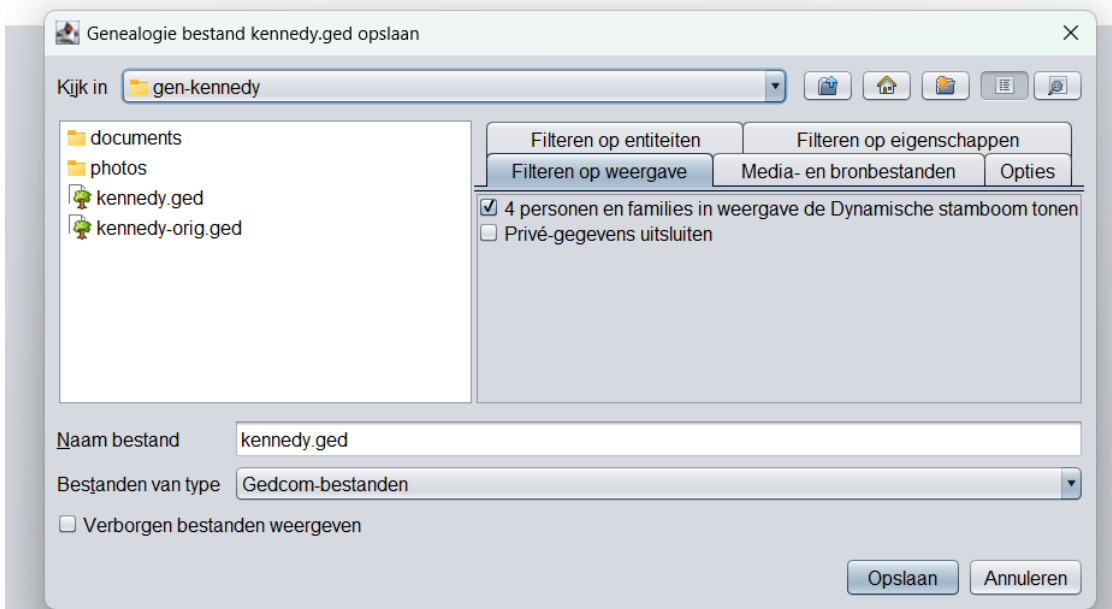 Genealogie bestand kennedy.ged opslaan
Kijk in gen-kennedy
documents
photos
kennedy.ged
kennedy-orig.ged
Filteren op entiteiten Filteren op eigenschappen
Filteren op weergave Media- en bronbestanden Opties
4 personen en families in weergave de Dynamische stamboom tonen
Privé-gegevens uitsluiten
Naam bestand kennedy.ged
Bestanden van type Gedcom-bestanden
Verborgen bestanden weergeven
Opslaan Annuleren